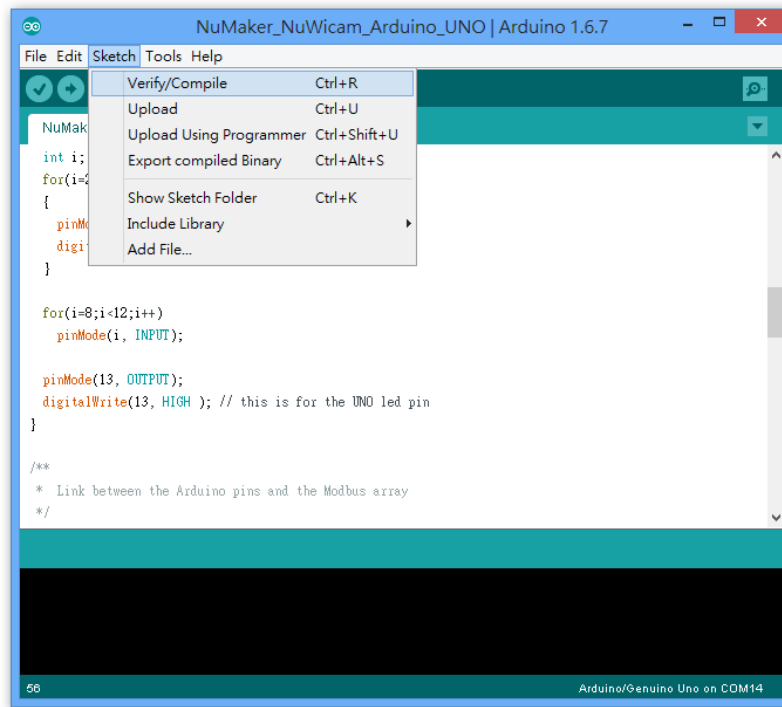 NuMaker_NuWicam_Arduino_UNO | Arduino 1.6.7
File Edit Sketch Tools Help
Verify/Compile Ctrl+R
Upload Ctrl+U
Upload Using Programmer Ctrl+Shift+U
Export compiled Binary Ctrl+Alt+S
Show Sketch Folder Ctrl+K
Include Library
Add File...
NuMak
int i;
for(i=2
{
pinMo
digi
}
for(i=8;i<12;i++)
pinMode(i, INPUT);
pinMode(13, OUTPUT);
digitalWrite(13, HIGH ); // this is for the UNO led pin
}
/**
* Link between the Arduino pins and the Modbus array
*/
56
Arduino/Genuino Uno on COM14